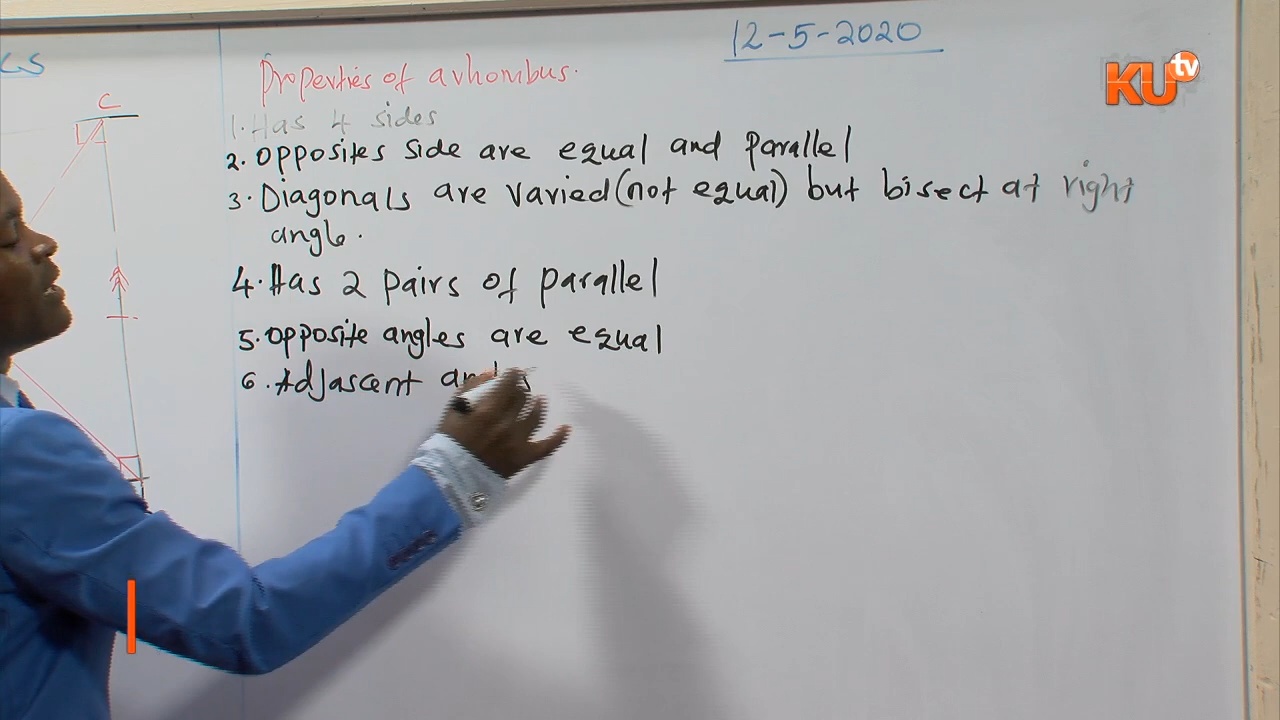 CS
12-5-2020
KU tv
C
Properties of a rhombus.
1. Has 4 sides
2. Opposites side are equal and parallel
3. Diagonals are varied (not equal) but bisect at right
angle.
4. Has 2 pairs of parallel
5. Opposite angles are equal
6. Adjascent